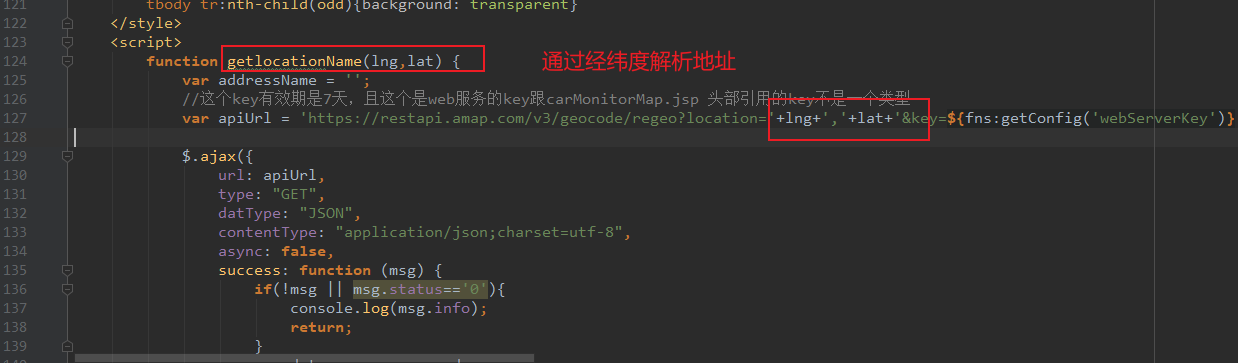 121 tbody tr:nth-child(odd){background: transparent}
122 </style>
123 <script>
124 function getlocationName(lng,lat) { 通过经纬度解析地址
125 var addressName = '';
126 //这个key有效期是7天，且这个是web服务的key跟carMonitorMap.jsp 头部引用的key不是一个类型
127 var apiUrl = 'https://restapi.amap.com/v3/geocode/regeo?location='+lng+','+lat+'&key=${fns:getConfig('webServerKey')}
128
129 $.ajax({
130 url: apiUrl,
131 type: "GET",
132 datType: "JSON",
133 contentType: "application/json;charset=utf-8",
134 async: false,
135 success: function (msg) {
136 if(!msg || msg.status=='0'){
137 console.log(msg.info);
138 return;
139 }